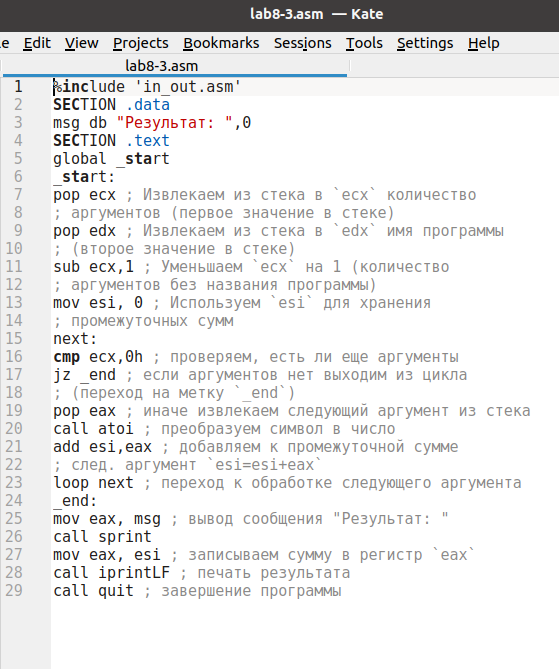 lab8-3.asm — Kate
e Edit View Projects Bookmarks Sessions Tools Settings Help
lab8-3.asm
1 %include 'in_out.asm'
2 SECTION .data
3 msg db "Результат: ",0
4 SECTION .text
5 global _start
6 _start:
7 pop ecx ; Извлекаем из стека в `ecx` количество
8 ; аргументов (первое значение в стеке)
9 pop edx ; Извлекаем из стека в `edx` имя программы
10 ; (второе значение в стеке)
11 sub ecx,1 ; Уменьшаем `ecx` на 1 (количество
12 ; аргументов без названия программы)
13 mov esi, 0 ; Используем `esi` для хранения
14 ; промежуточных сумм
15 next:
16 cmp ecx,0h ; проверяем, есть ли еще аргументы
17 jz _end ; если аргументов нет выходим из цикла
18 ; (переход на метку `_end`)
19 pop eax ; иначе извлекаем следующий аргумент из стека
20 call atoi ; преобразуем символ в число
21 add esi,eax ; добавляем к промежуточной сумме
22 ; след. аргумент `esi=esi+eax`
23 loop next ; переход к обработке следующего аргумента
24 _end:
25 mov eax, msg ; вывод сообщения "Результат: "
26 call sprint
27 mov eax, esi ; записываем сумму в регистр `eax`
28 call iprintLF ; печать результата
29 call quit ; завершение программы